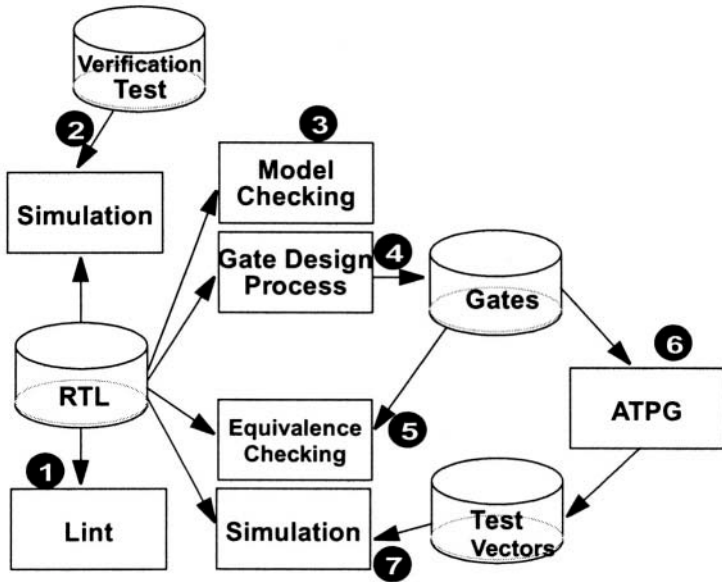 Verification
Test
2
3
Simulation
Model
Checking
Gate Design
Process
4
Gates
RTL
6
ATPG
Equivalence
Checking
5
1
Lint
Simulation
7
Test
Vectors